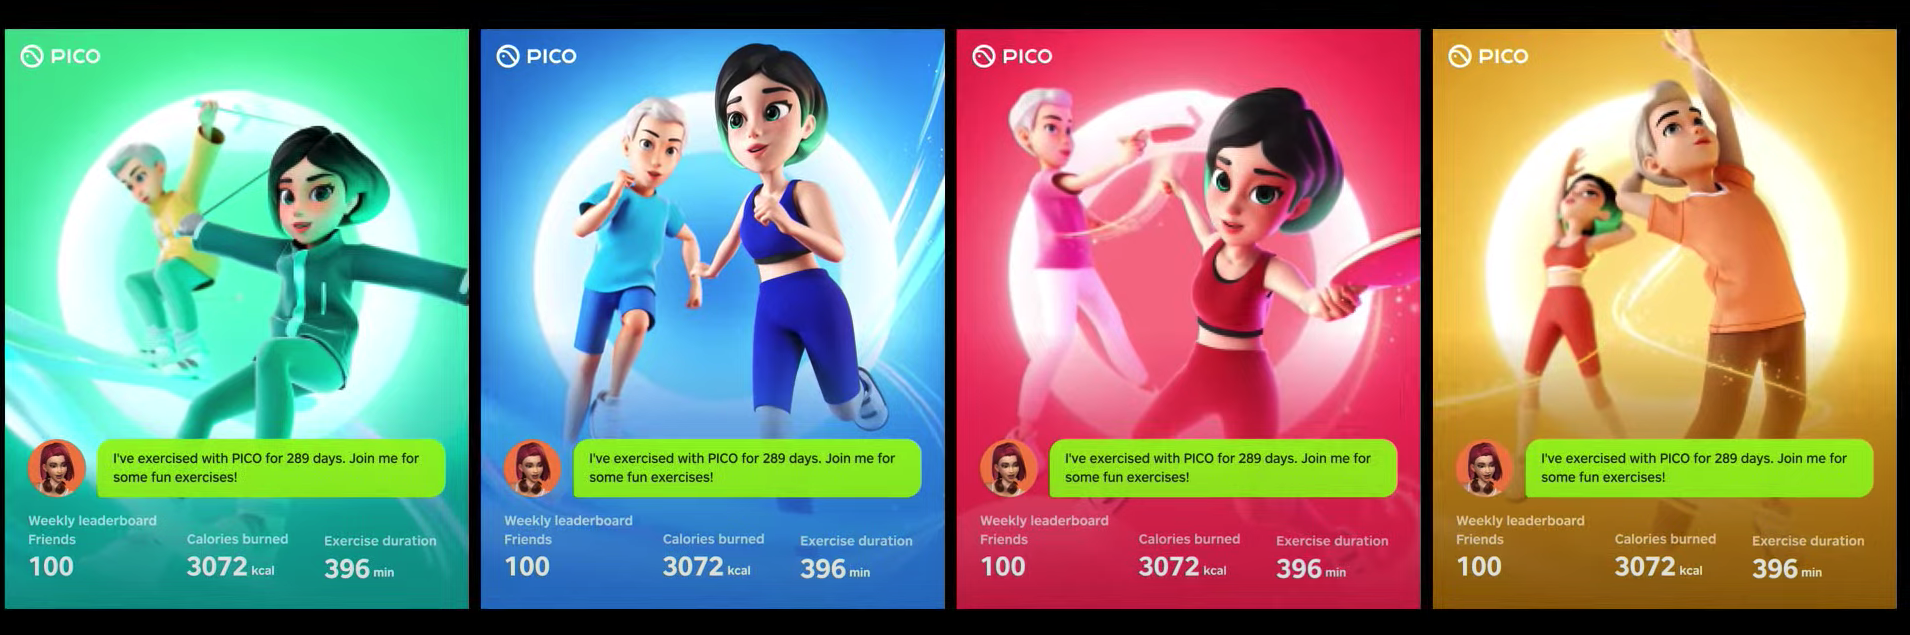 PICO
I've exercised with PICO for 289 days. Join me for
some fun exercises!
Weekly leaderboard
Friends
100
Calories burned
3072 kcal
Exercise duration
396 min
PICO
I've exercised with PICO for 289 days. Join me for
some fun exercises!
Weekly leaderboard
Friends
100
Calories burned
3072 kcal
Exercise duration
396 min
PICO
I've exercised with PICO for 289 days. Join me for
some fun exercises!
Weekly leaderboard
Friends
100
Calories burned
3072 kcal
Exercise duration
396 min
PICO
I've exercised with PICO for 289 days. Join me for
some fun exercises!
Weekly leaderboard
Friends
100
Calories burned
3072 kcal
Exercise duration
396 min